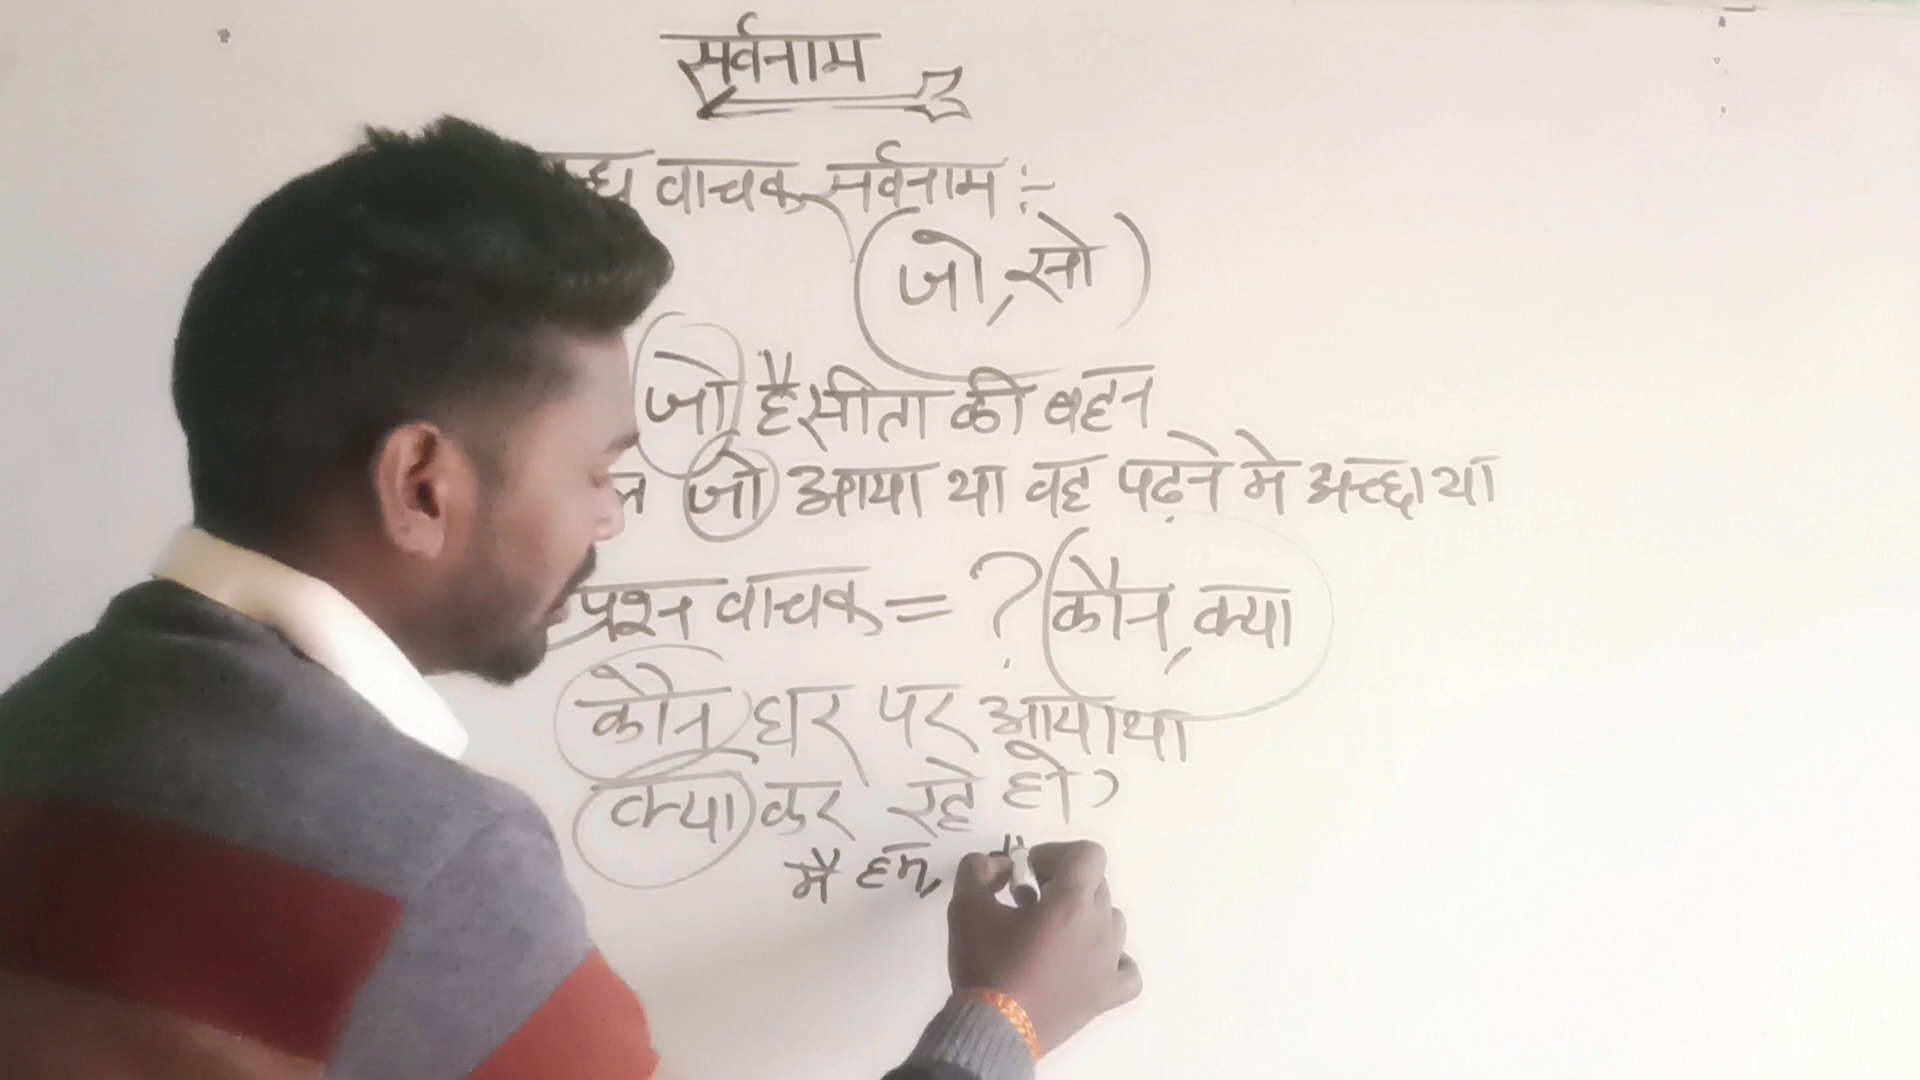 सर्वनाम
वाचक सर्वनाम :-
(जो, सो)
जो है सीता की बहन
जो आया था वह पढ़ने मे अच्छा था
प्रश्न वाचक = ? (कौन, क्या
कौन घर पर आया था
क्या कर रहे हो ?
मै हम,